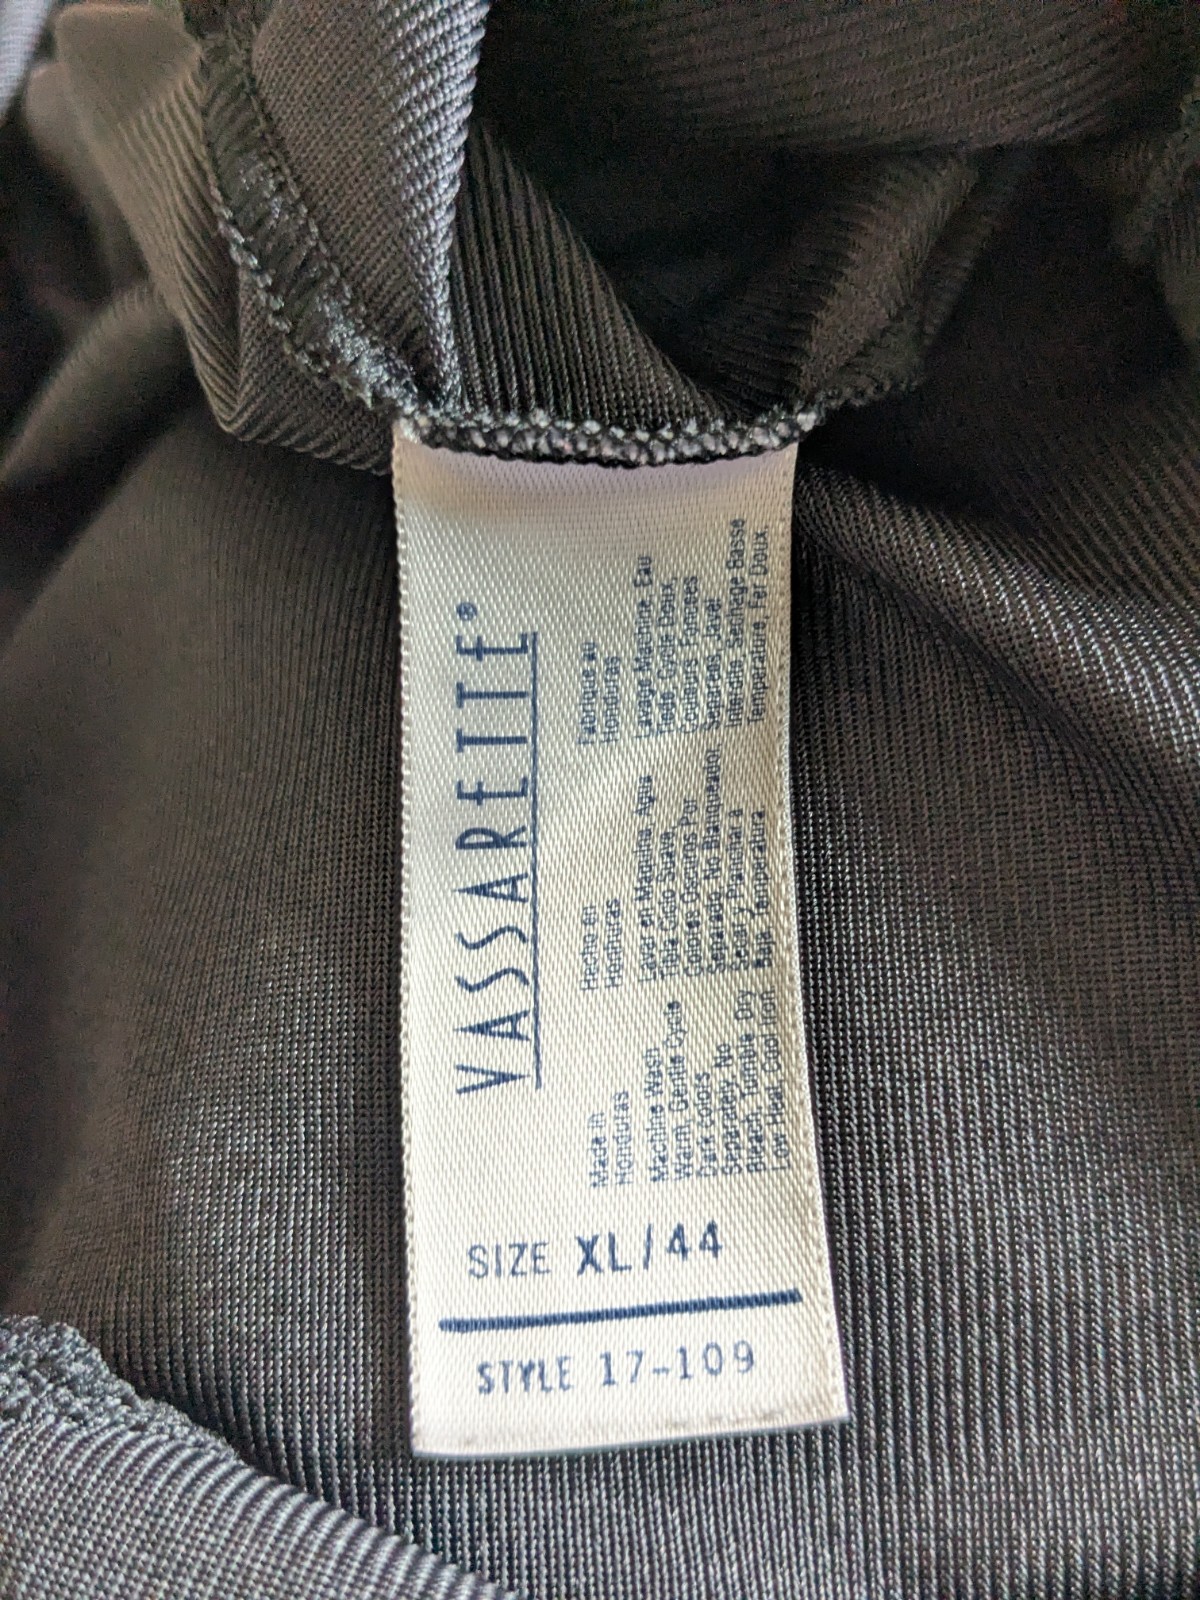 VASSARETTE®
Made in
Honduras
Machine Wash
Warm, Gentle Cycle
Dark Colors
Separately, No
Bleach, Tumble Dry
Low Heat, Cool Iron.
Hecho en
Honduras
Lavar en Maquina, Agua
Tibia Ciclo Suave,
Colores Oscuros Por
Separado, No Blanqueador,
Secar y Planchar a
Baja Temperatura
Fabriqué au
Honduras
Lavage Machine, Eau
Tiède, Cycle Doux,
Couleurs Foncées
Séparées, Javel
Interdite, Séchage Basse
Température, Fer Doux.
SIZE XL/44
STYLE 17-109